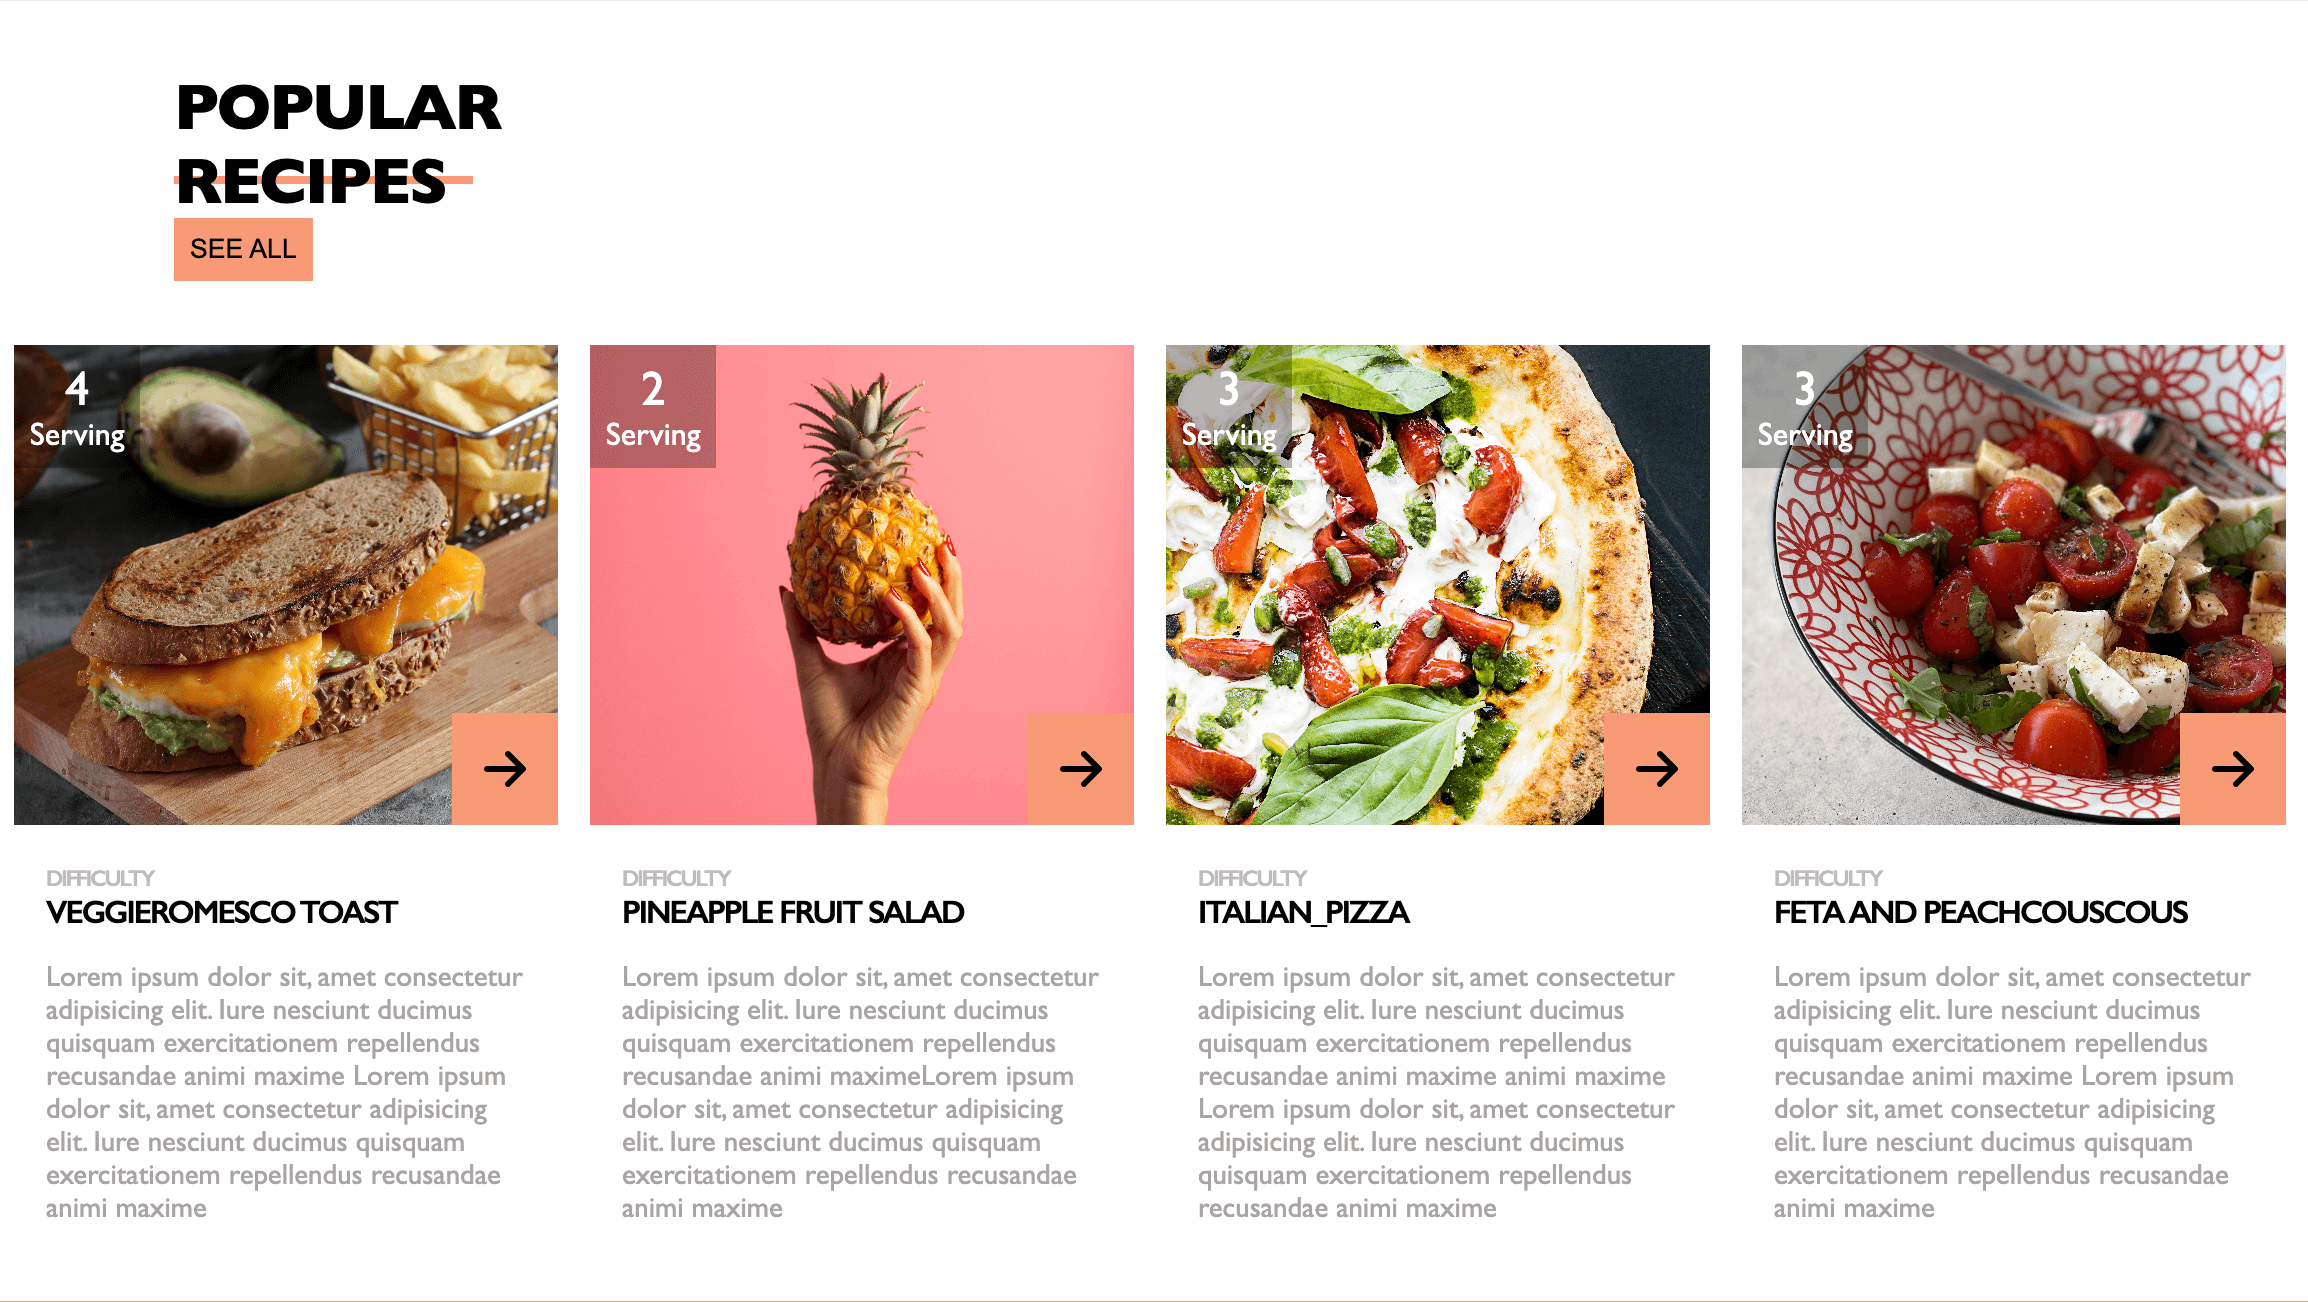 POPULAR
RECIPES
SEE ALL
4
Serving
2
Serving
3
Serving
3
Serving
DIFFICULTY
VEGGIEROMESCO TOAST
Lorem ipsum dolor sit, amet consectetur
adipisicing elit. Iure nesciunt ducimus
quisquam exercitationem repellendus
recusandae animi maxime Lorem ipsum
dolor sit, amet consectetur adipisicing
elit. Iure nesciunt ducimus quisquam
exercitationem repellendus recusandae
animi maxime
DIFFICULTY
PINEAPPLE FRUIT SALAD
Lorem ipsum dolor sit, amet consectetur
adipisicing elit. Iure nesciunt ducimus
quisquam exercitationem repellendus
recusandae animi maximeLorem ipsum
dolor sit, amet consectetur adipisicing
elit. Iure nesciunt ducimus quisquam
exercitationem repellendus recusandae
animi maxime
DIFFICULTY
ITALIAN_PIZZA
Lorem ipsum dolor sit, amet consectetur
adipisicing elit. Iure nesciunt ducimus
quisquam exercitationem repellendus
recusandae animi maxime animi maxime
Lorem ipsum dolor sit, amet consectetur
adipisicing elit. Iure nesciunt ducimus
quisquam exercitationem repellendus
recusandae animi maxime
DIFFICULTY
FETA AND PEACHCOUSCOUS
Lorem ipsum dolor sit, amet consectetur
adipisicing elit. Iure nesciunt ducimus
quisquam exercitationem repellendus
recusandae animi maxime Lorem ipsum
dolor sit, amet consectetur adipisicing
elit. Iure nesciunt ducimus quisquam
exercitationem repellendus recusandae
animi maxime